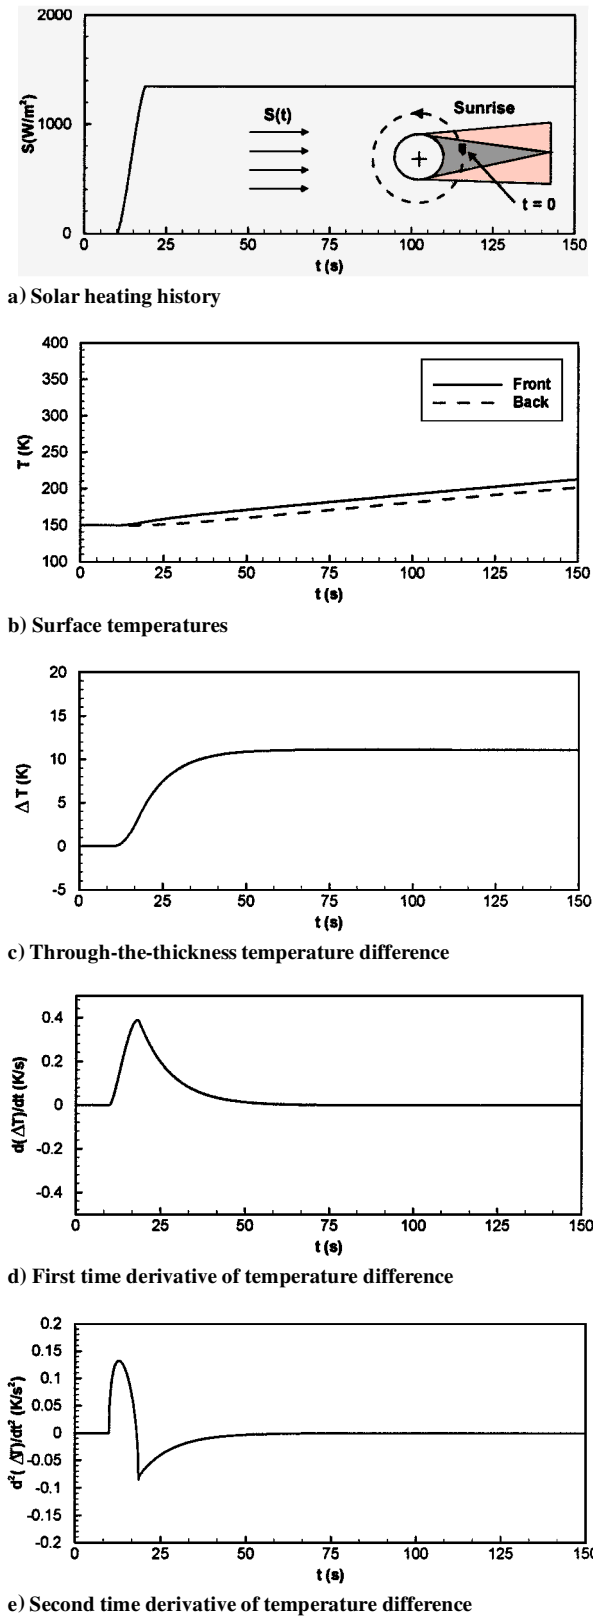 2000
1000
0
S(W/m²)
S(t)
Sunrise
t = 0
0 25 50 75 100 125 150
t (s)
a) Solar heating history
400
350
300
250
200
150
100
T (K)
Front
Back
0 25 50 75 100 125 150
t (s)
b) Surface temperatures
20
15
10
5
0
-5
Δ T (K)
0 25 50 75 100 125 150
t (s)
c) Through-the-thickness temperature difference
0.4
0.2
0
-0.2
-0.4
d(ΔT)/dt (K/s)
0 25 50 75 100 125 150
t (s)
d) First time derivative of temperature difference
0.2
0.15
0.1
0.05
0
-0.05
-0.1
-0.15
-0.2
d²(ΔT)/dt² (K/s²)
0 25 50 75 100 125 150
t (s)
e) Second time derivative of temperature difference